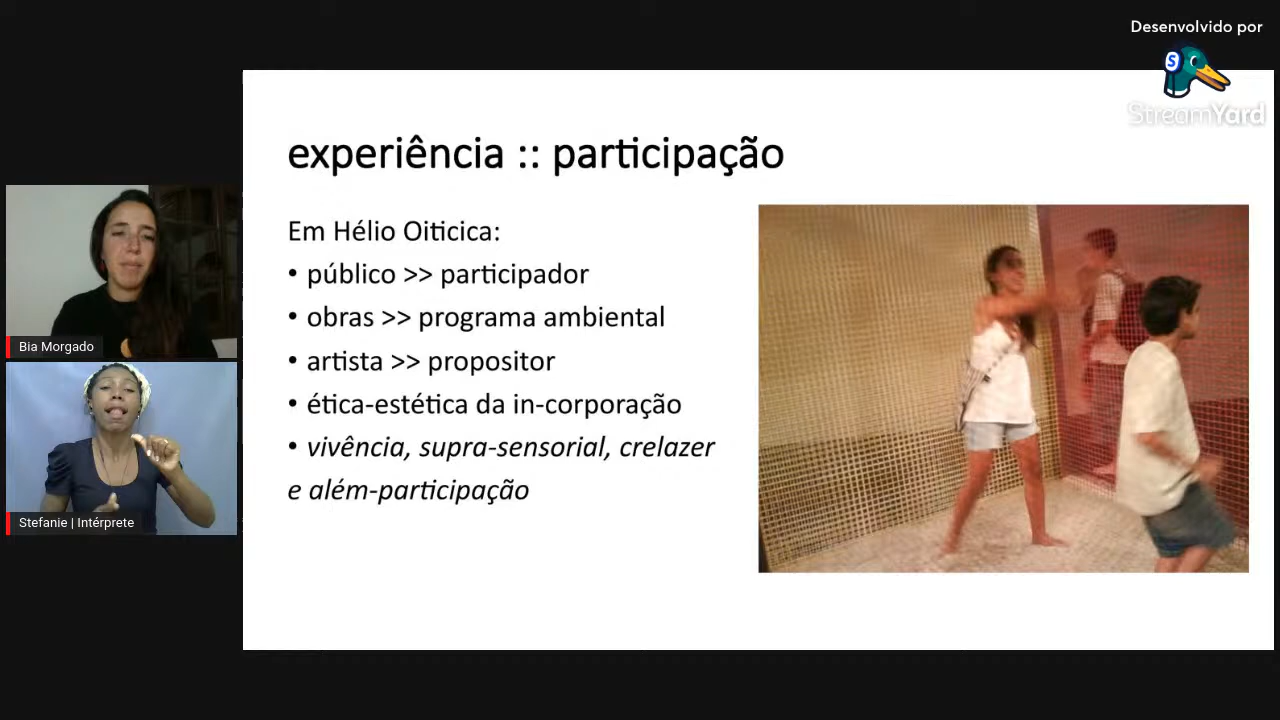 Desenvolvido por
StreamYard
experiência :: participação
Em Hélio Oiticica:
• público >> participador
• obras >> programa ambiental
• artista >> propositor
• ética-estética da in-corporação
• vivência, supra-sensorial, crelazer
e além-participação
Bia Morgado
Stefanie | Intérprete